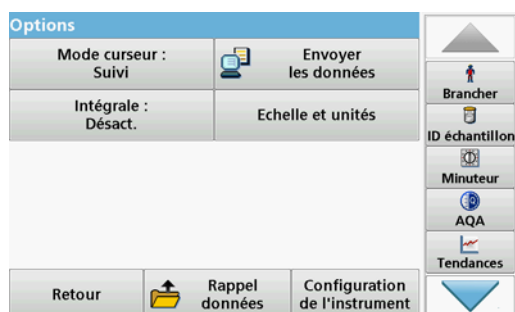 Options
Mode curseur :
Suivi
Envoyer
les données
Intégrale :
Désact.
Echelle et unités
Retour
Rappel
données
Configuration
de l'instrument
Brancher
ID échantillon
Minuteur
AQA
Tendances